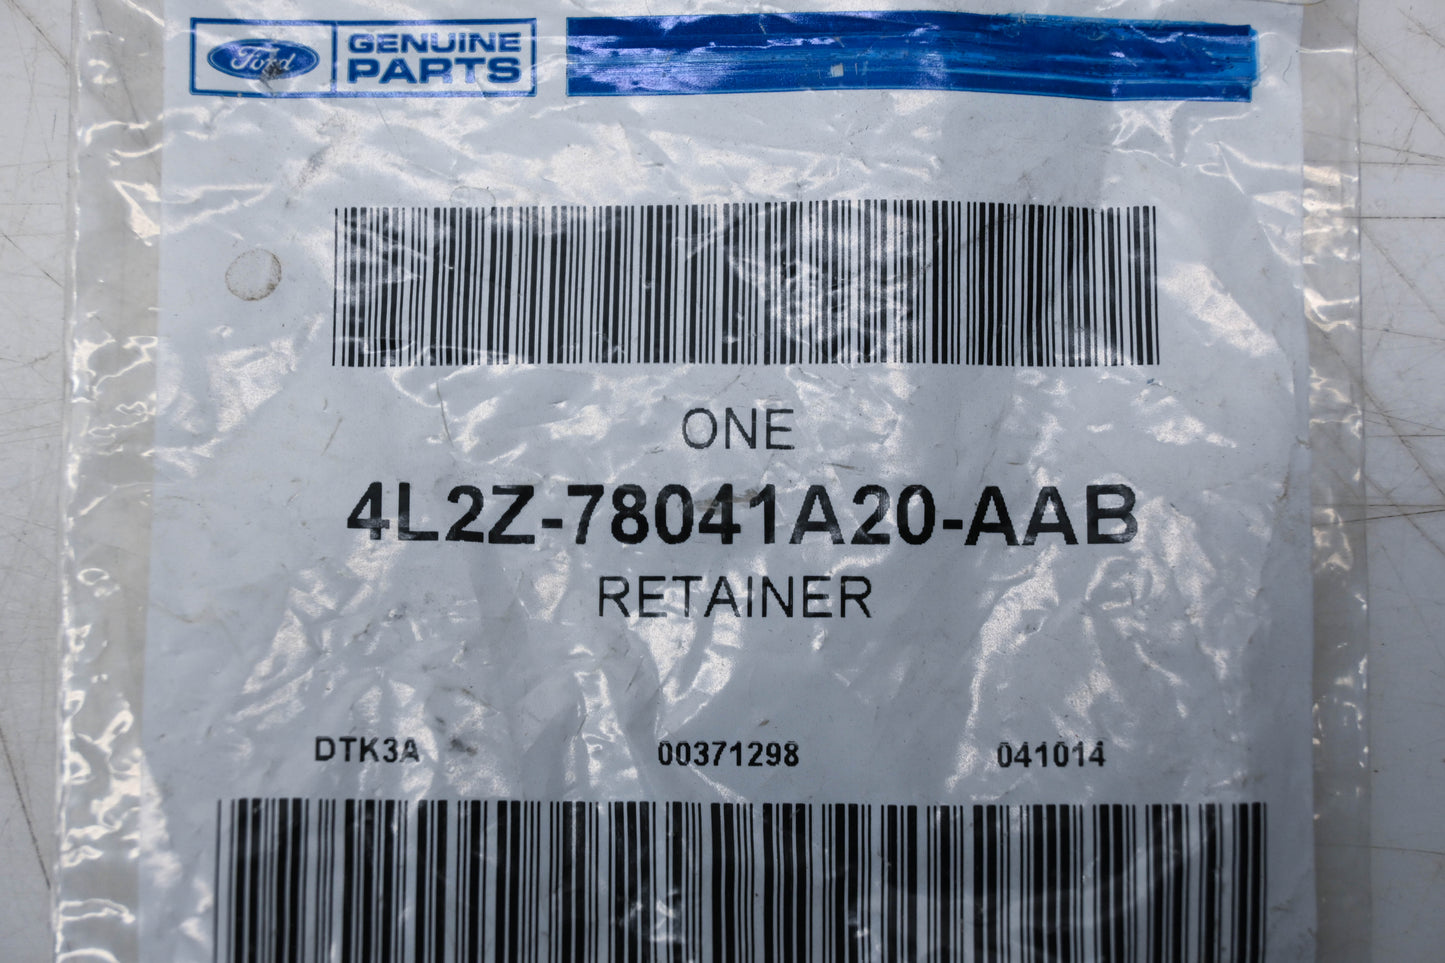 Ford
GENUINE
PARTS
ONE
4L2Z-78041A20-AAB
RETAINER
DTK3A 00371298 041014